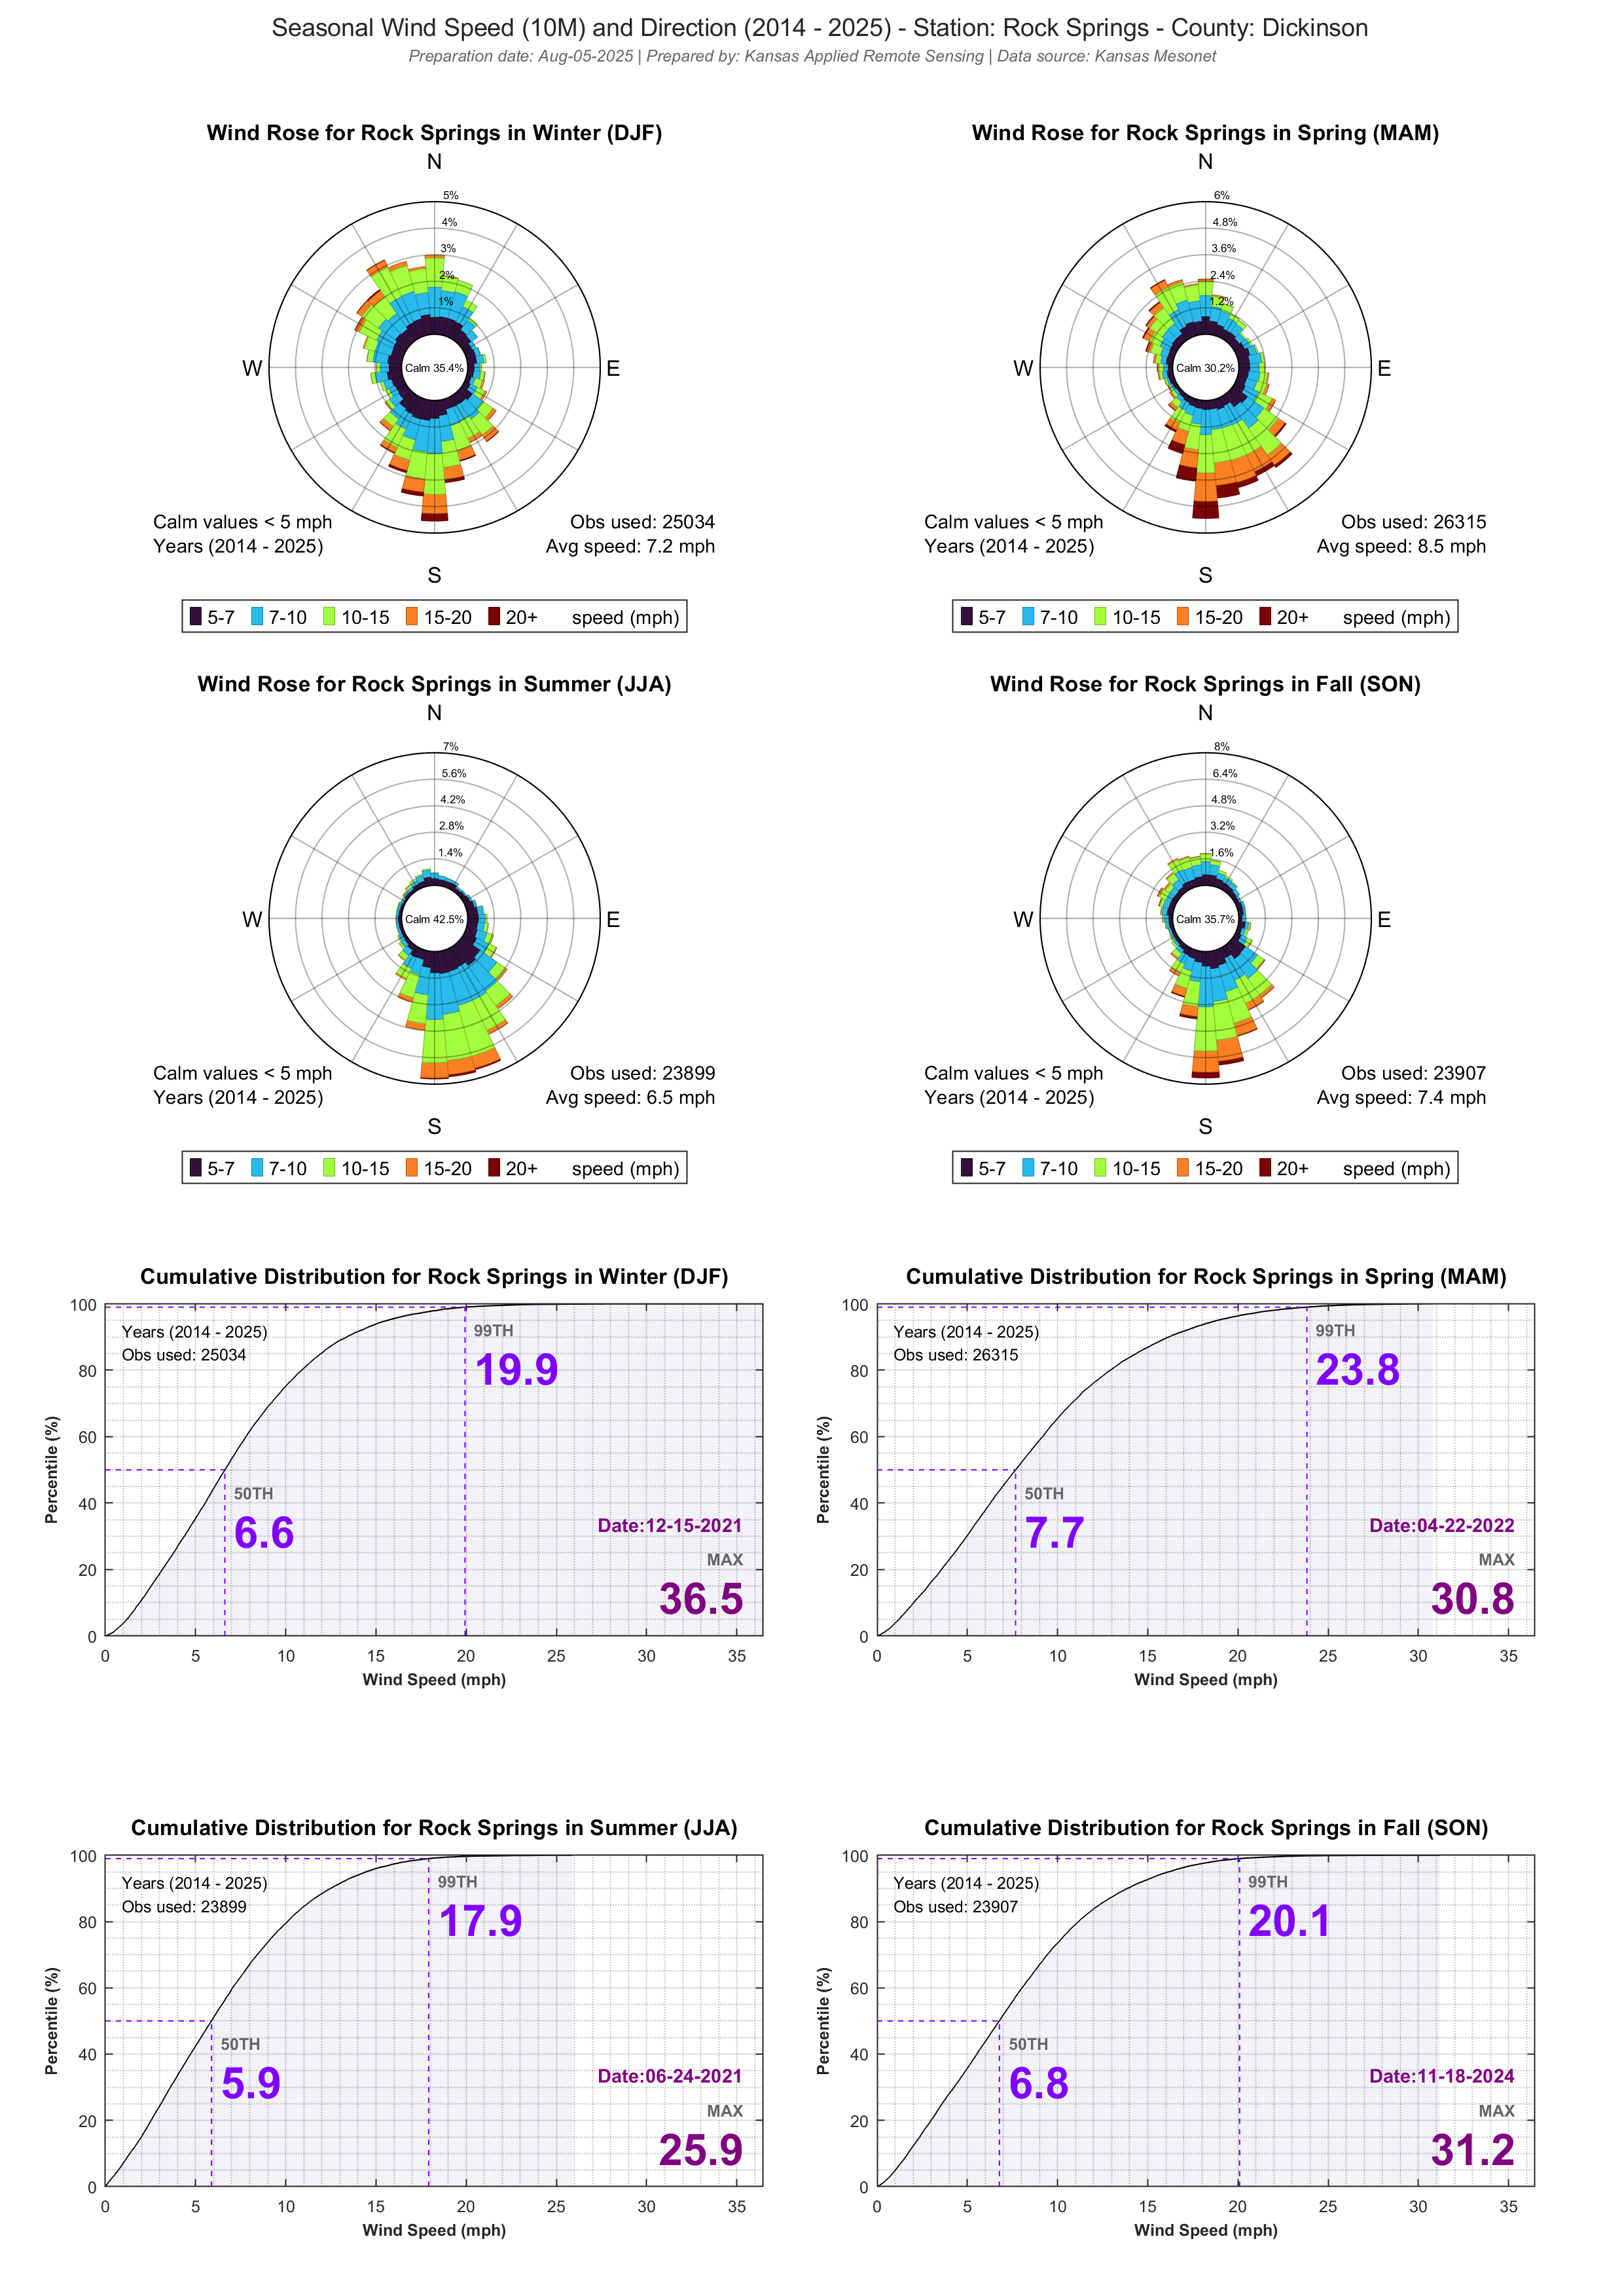 Seasonal Wind Speed (10M) and Direction (2014 - 2025) - Station: Rock Springs - County: Dickinson
Preparation date: Aug-05-2025 | Prepared by: Kansas Applied Remote Sensing | Data source: Kansas Mesonet
Wind Rose for Rock Springs in Winter (DJF)
N
5%
4%
3%
2%
1%
W
Calm 35.4%
E
Calm values < 5 mph
Years (2014 - 2025)
Obs used: 25034
Avg speed: 7.2 mph
S
5-7 7-10 10-15 15-20 20+ speed (mph)
Wind Rose for Rock Springs in Spring (MAM)
N
6%
4.8%
3.6%
2.4%
1.2%
W
Calm 30.2%
E
Calm values < 5 mph
Years (2014 - 2025)
Obs used: 26315
Avg speed: 8.5 mph
S
5-7 7-10 10-15 15-20 20+ speed (mph)
Wind Rose for Rock Springs in Summer (JJA)
N
7%
5.6%
4.2%
2.8%
1.4%
W
Calm 42.5%
E
Calm values < 5 mph
Years (2014 - 2025)
Obs used: 23899
Avg speed: 6.5 mph
S
5-7 7-10 10-15 15-20 20+ speed (mph)
Wind Rose for Rock Springs in Fall (SON)
N
8%
6.4%
4.8%
3.2%
1.6%
W
Calm 35.7%
E
Calm values < 5 mph
Years (2014 - 2025)
Obs used: 23907
Avg speed: 7.4 mph
S
5-7 7-10 10-15 15-20 20+ speed (mph)
Cumulative Distribution for Rock Springs in Winter (DJF)
Percentile (%)
100
80
60
40
20
0
Years (2014 - 2025)
Obs used: 25034
99TH
19.9
50TH
6.6
Date:12-15-2021
MAX
36.5
0 5 10 15 20 25 30 35
Wind Speed (mph)
Cumulative Distribution for Rock Springs in Spring (MAM)
Percentile (%)
100
80
60
40
20
0
Years (2014 - 2025)
Obs used: 26315
99TH
23.8
50TH
7.7
Date:04-22-2022
MAX
30.8
0 5 10 15 20 25 30 35
Wind Speed (mph)
Cumulative Distribution for Rock Springs in Summer (JJA)
Percentile (%)
100
80
60
40
20
0
Years (2014 - 2025)
Obs used: 23899
99TH
17.9
50TH
5.9
Date:06-24-2021
MAX
25.9
0 5 10 15 20 25 30 35
Wind Speed (mph)
Cumulative Distribution for Rock Springs in Fall (SON)
Percentile (%)
100
80
60
40
20
0
Years (2014 - 2025)
Obs used: 23907
99TH
20.1
50TH
6.8
Date:11-18-2024
MAX
31.2
0 5 10 15 20 25 30 35
Wind Speed (mph)